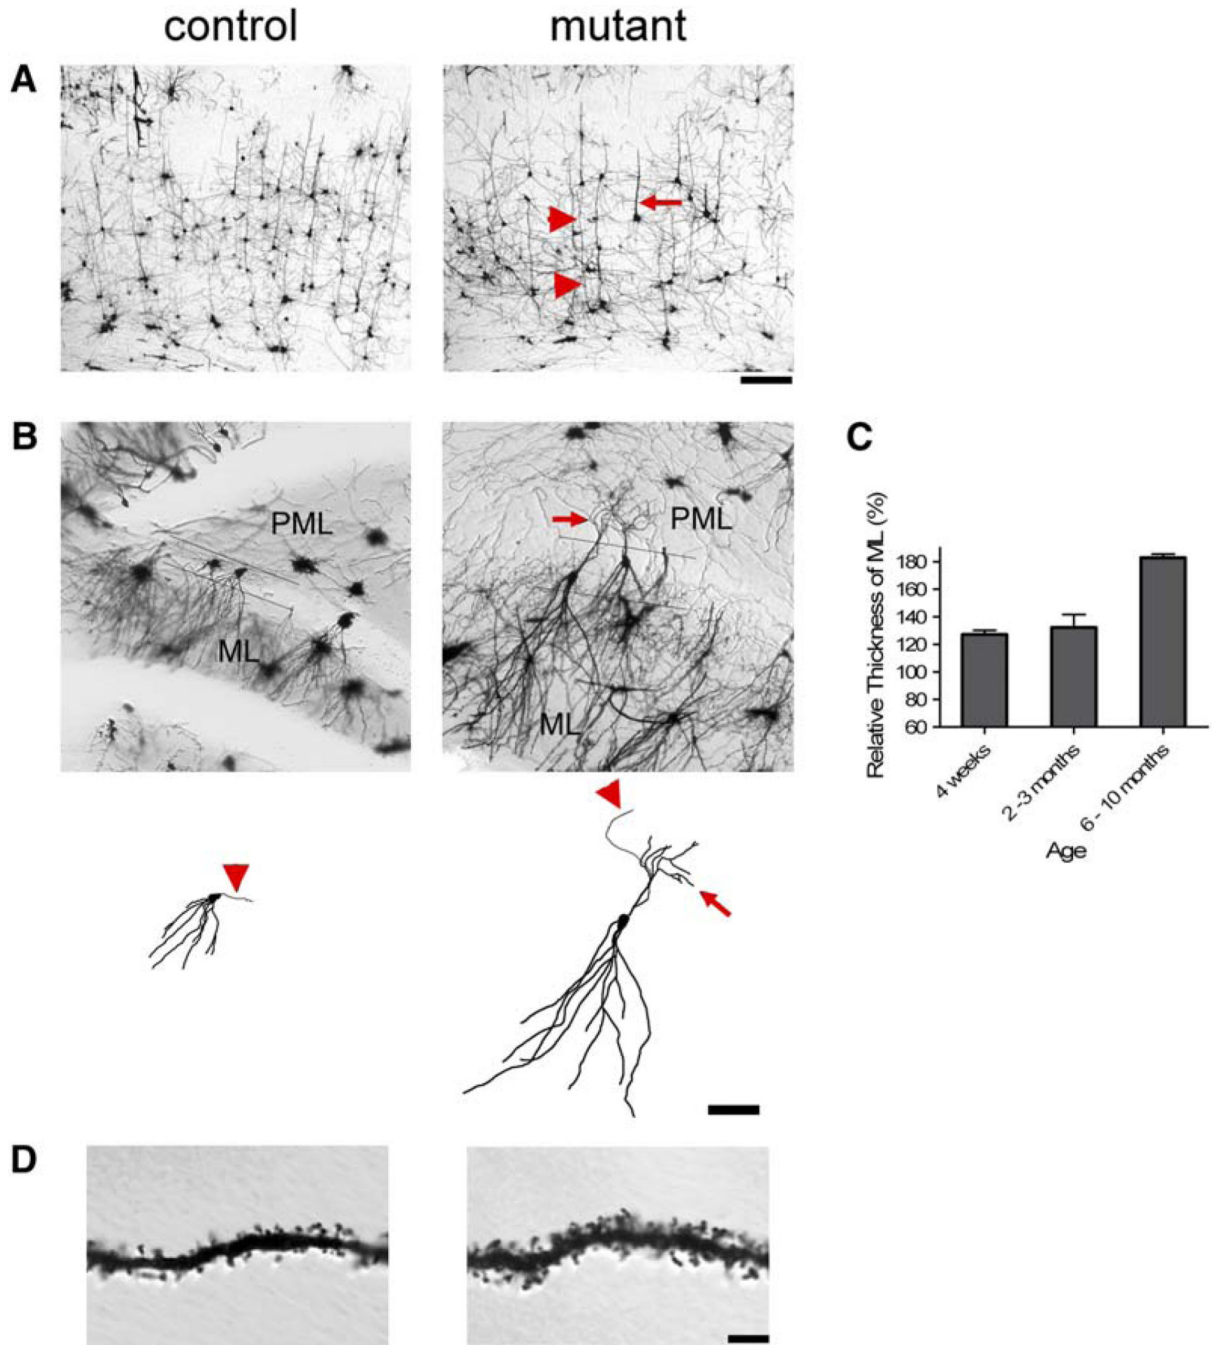 control mutant
A
B
PML
ML
PML
ML
C
Relative Thickness of ML (%)
180
160
140
120
100
80
60
4 weeks
2 -3 months
6 - 10 months
Age
D